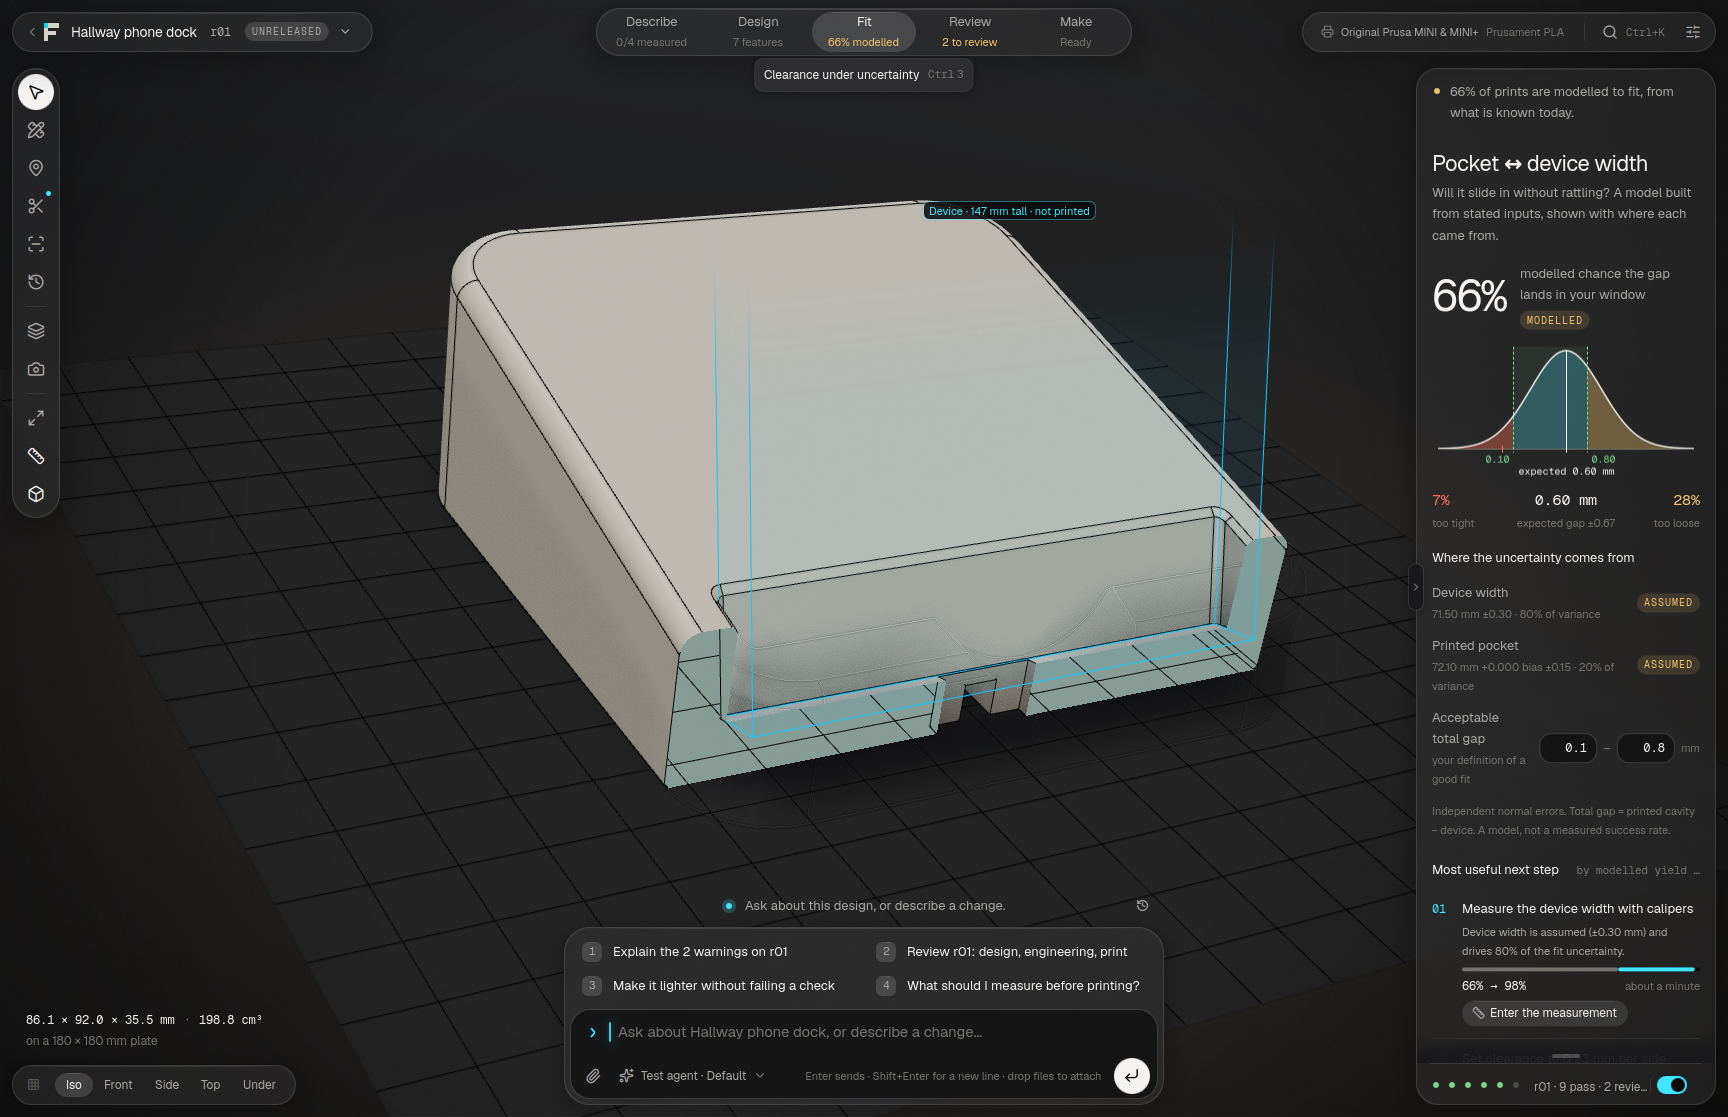 Hallway phone dock r01 UNRELEASED
Describe
0/4 measured
Design
7 features
Fit
66% modelled
Review
2 to review
Make
Ready
Original Prusa MINI & MINI+ Prusament PLA
Ctrl+K
Clearance under uncertainty Ctrl 3
Device · 147 mm tall · not printed
66% of prints are modelled to fit, from
what is known today.
Pocket ↔ device width
Will it slide in without rattling? A model built
from stated inputs, shown with where each
came from.
66%
modelled chance the gap
lands in your window
MODELLED
0.10
0.80
expected 0.60 mm
7%
0.60 mm
28%
too tight
expected gap ±0.67
too loose
Where the uncertainty comes from
Device width
71.50 mm ±0.30 · 80% of variance
ASSUMED
Printed pocket
72.10 mm +0.000 bias ±0.15 · 20% of
variance
ASSUMED
Acceptable
total gap
your definition of a
good fit
0.1 – 0.8 mm
Independent normal errors. Total gap = printed cavity
– device. A model, not a measured success rate.
Most useful next step by modelled yield …
01 Measure the device width with calipers
Device width is assumed (±0.30 mm) and
drives 80% of the fit uncertainty.
66% → 98% about a minute
Enter the measurement
r01 · 9 pass · 2 revie…
Ask about this design, or describe a change.
1 Explain the 2 warnings on r01
2 Review r01: design, engineering, print
3 Make it lighter without failing a check
4 What should I measure before printing?
Ask about Hallway phone dock, or describe a change…
Test agent · Default
Enter sends · Shift+Enter for a new line · drop files to attach
86.1 × 92.0 × 35.5 mm · 198.8 cm³
on a 180 × 180 mm plate
Iso Front Side Top Under